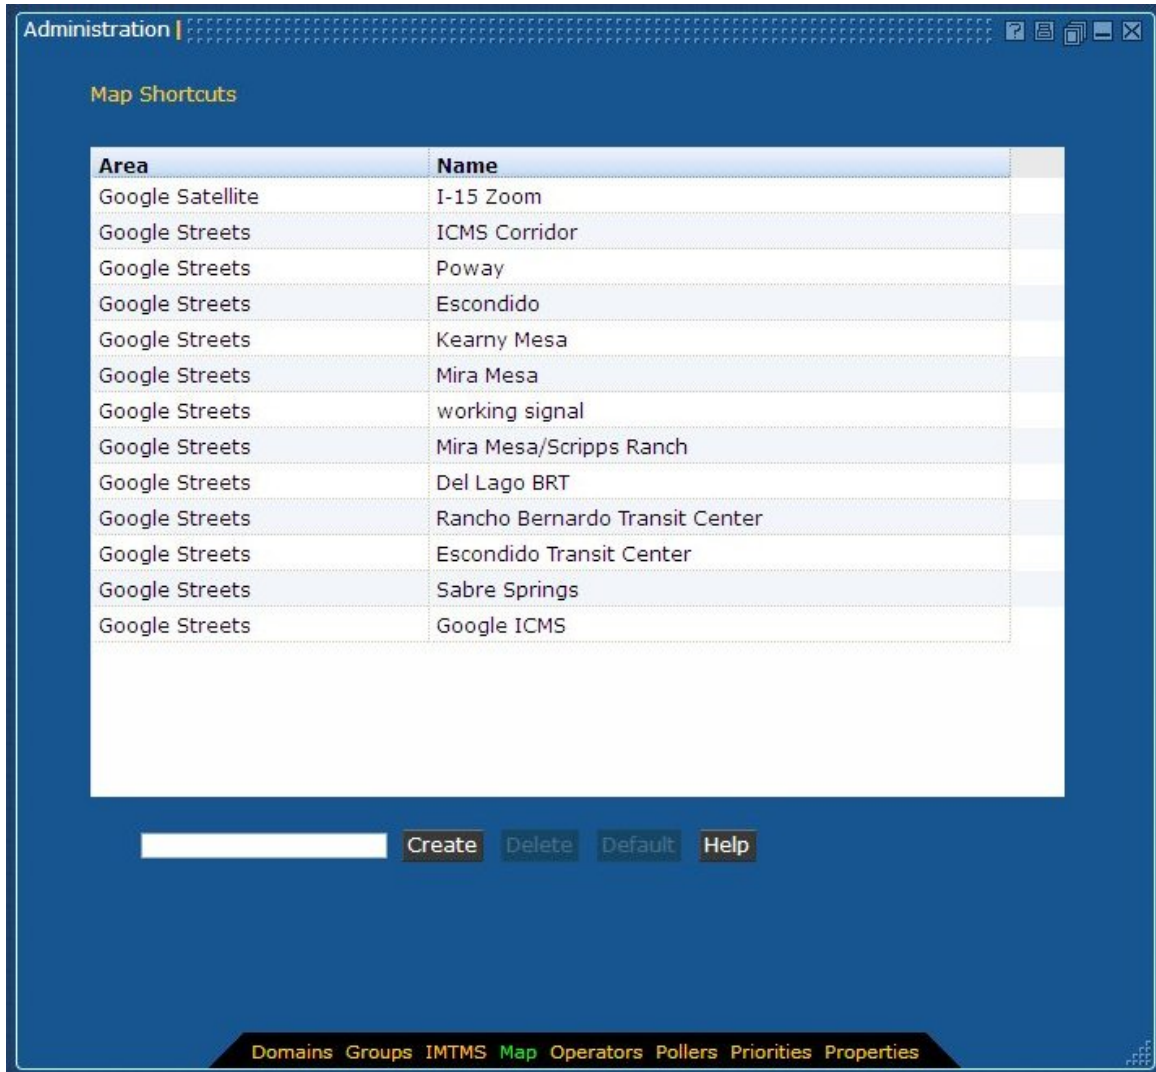 Administration
Map Shortcuts
Area Name
Google Satellite I-15 Zoom
Google Streets ICMS Corridor
Google Streets Poway
Google Streets Escondido
Google Streets Kearny Mesa
Google Streets Mira Mesa
Google Streets working signal
Google Streets Mira Mesa/Scripps Ranch
Google Streets Del Lago BRT
Google Streets Rancho Bernardo Transit Center
Google Streets Escondido Transit Center
Google Streets Sabre Springs
Google Streets Google ICMS
Create Delete Default Help
Domains Groups IMTMS Map Operators Pollers Priorities Properties